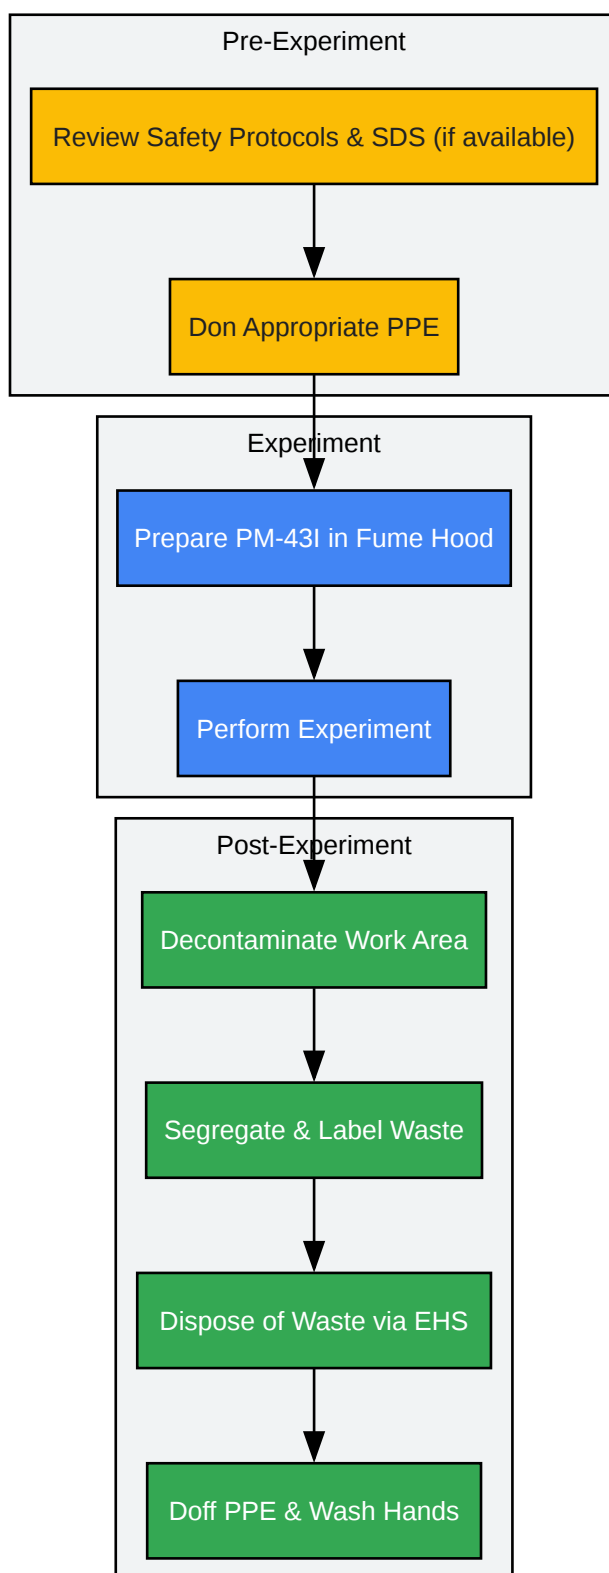 Pre-Experiment
Review Safety Protocols & SDS (if available)
Don Appropriate PPE
Experiment
Prepare PM-43I in Fume Hood
Perform Experiment
Post-Experiment
Decontaminate Work Area
Segregate & Label Waste
Dispose of Waste via EHS
Doff PPE & Wash Hands